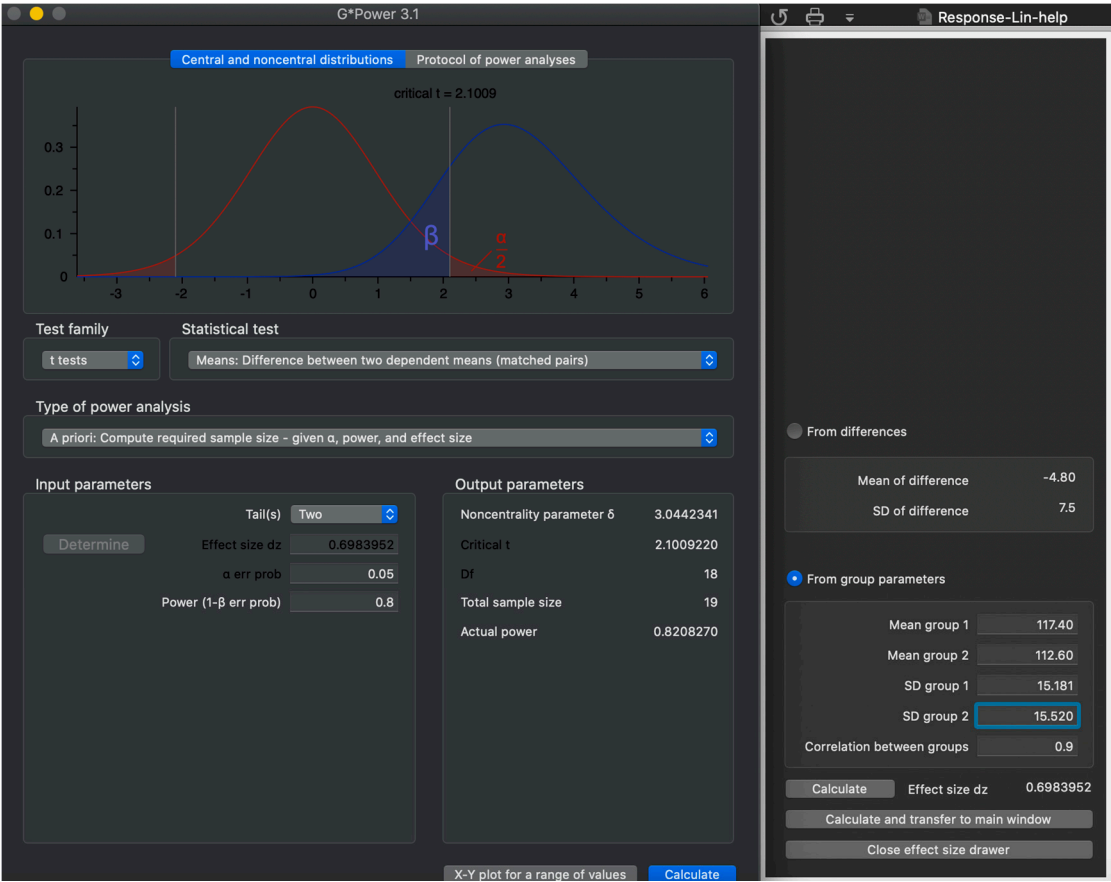 G*Power 3.1
Response-Lin-help
Central and noncentral distributions
Protocol of power analyses
critical t = 2.1009
0.3
0.2
0.1
0
β
α
2
-3 -2 -1 0 1 2 3 4 5 6
Test family
Statistical test
t tests
Means: Difference between two dependent means (matched pairs)
Type of power analysis
A priori: Compute required sample size - given α, power, and effect size
Input parameters
Tail(s) Two
Determine
Effect size dz 0.6983952
α err prob 0.05
Power (1-β err prob) 0.8
Output parameters
Noncentrality parameter δ 3.0442341
Critical t 2.1009220
Df 18
Total sample size 19
Actual power 0.8208270
X-Y plot for a range of values
Calculate
From differences
Mean of difference -4.80
SD of difference 7.5
From group parameters
Mean group 1 117.40
Mean group 2 112.60
SD group 1 15.181
SD group 2 15.520
Correlation between groups 0.9
Calculate Effect size dz 0.6983952
Calculate and transfer to main window
Close effect size drawer